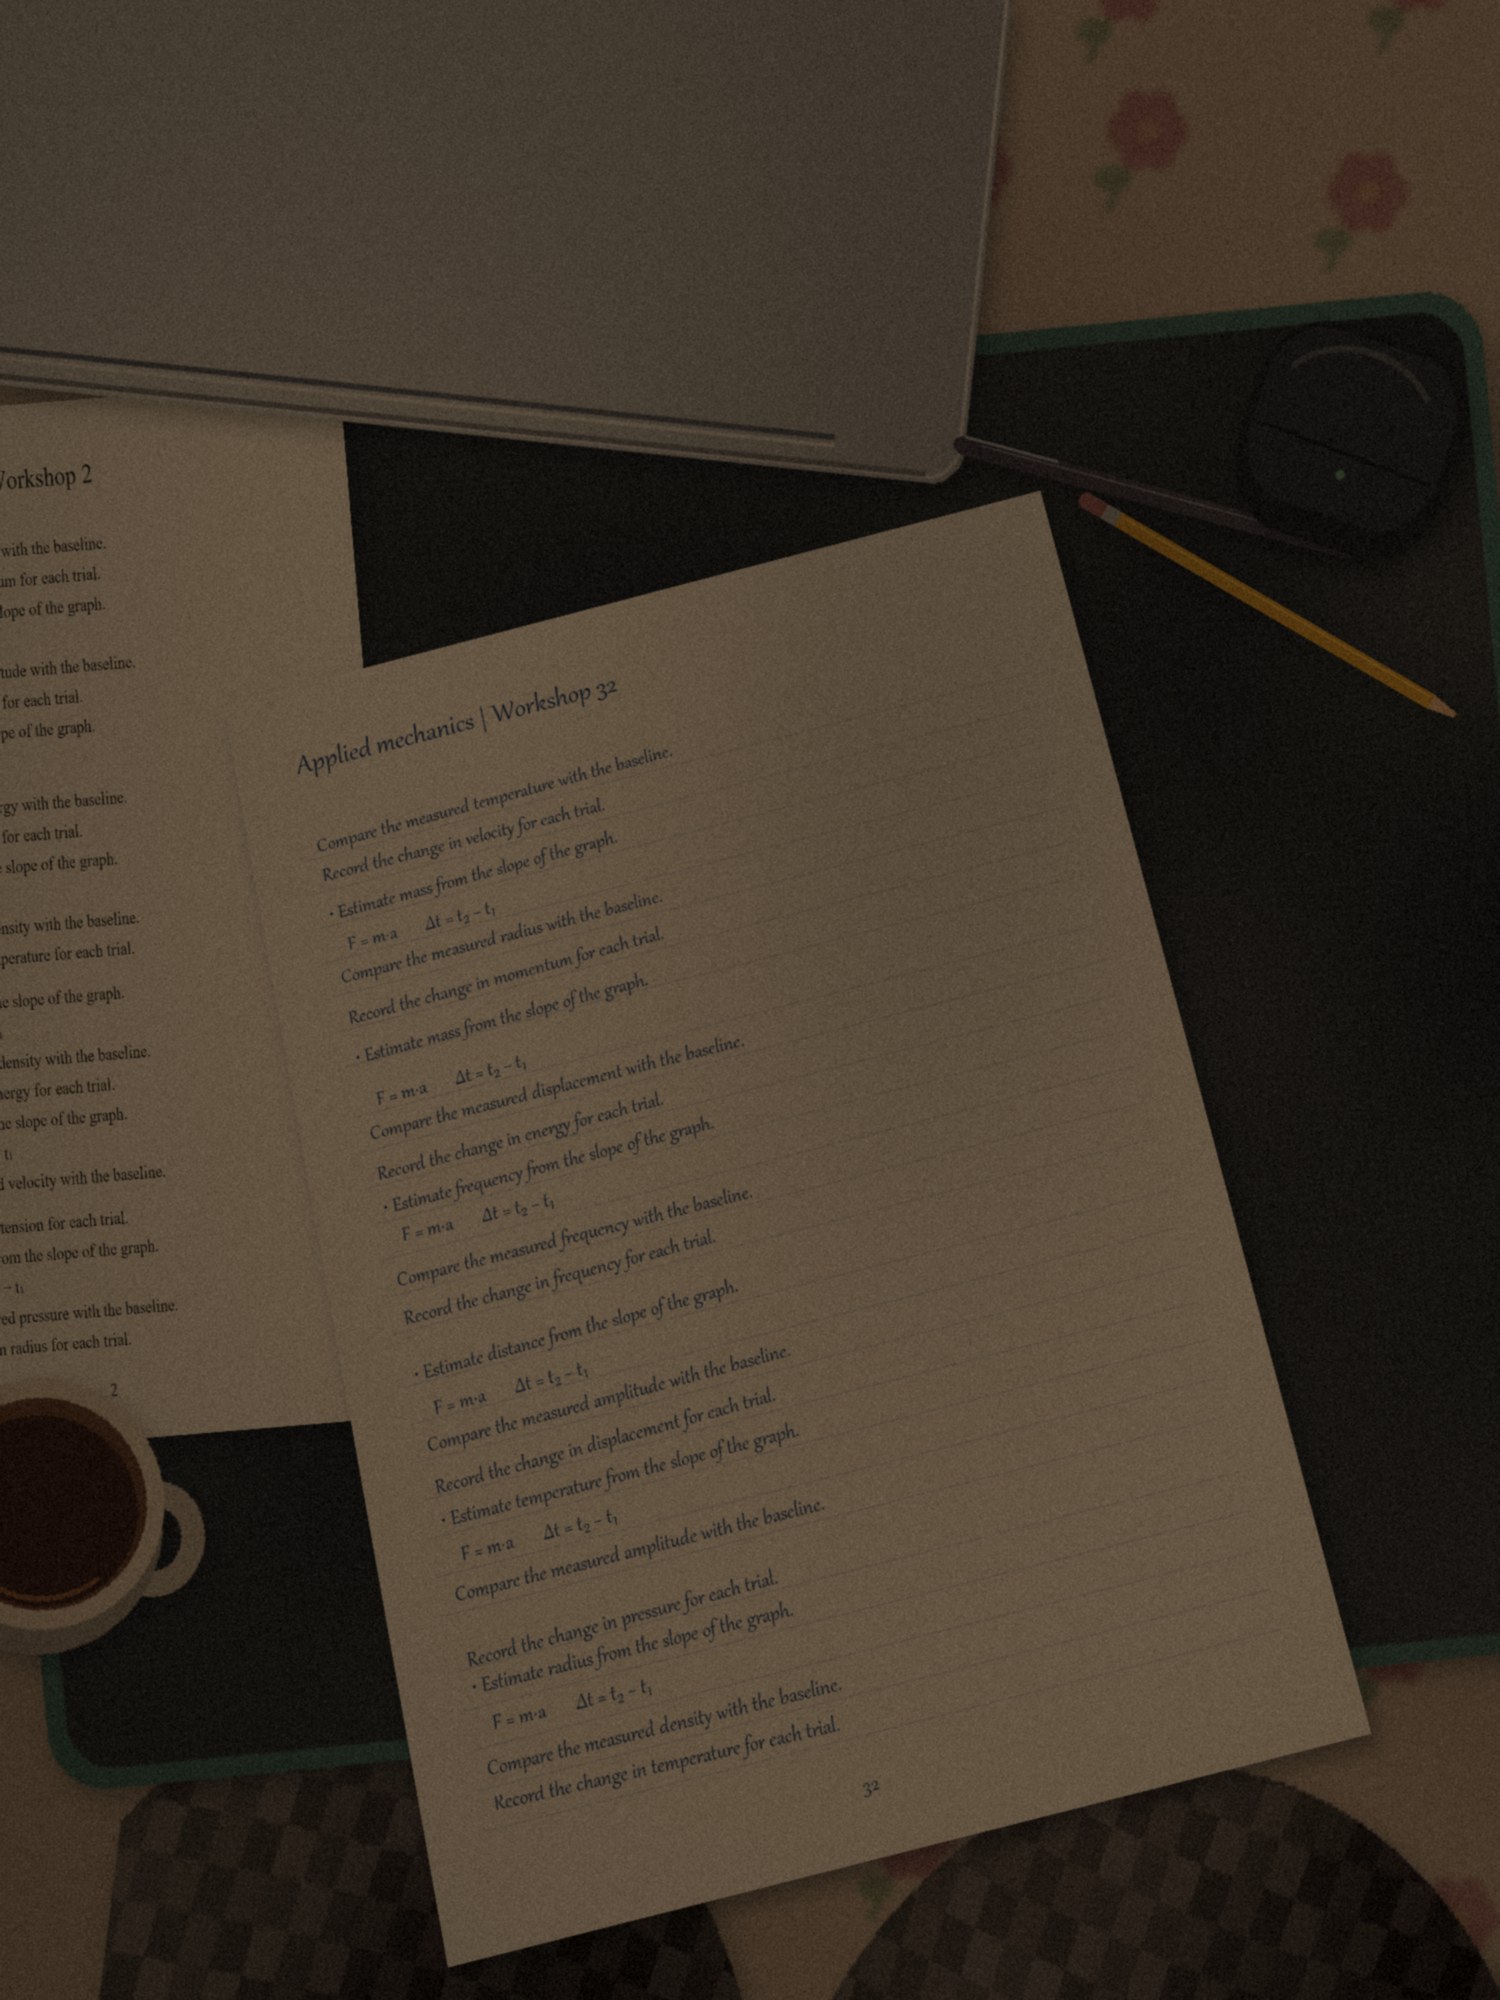 Workshop 2
with the baseline.
for each trial.
slope of the graph.
with the baseline.
for each trial.
of the graph.
with the baseline.
for each trial.
slope of the graph.
with the baseline.
for each trial.
slope of the graph.
density with the baseline.
for each trial.
slope of the graph.
t₁
velocity with the baseline.
for each trial.
the slope of the graph.
– t₁
pressure with the baseline.
radius for each trial.
2
Applied mechanics | Workshop 32
Compare the measured temperature with the baseline.
Record the change in velocity for each trial.
· Estimate mass from the slope of the graph.
F = m·a Δt = t₂ – t₁
Compare the measured radius with the baseline.
Record the change in momentum for each trial.
· Estimate mass from the slope of the graph.
F = m·a Δt = t₂ – t₁
Compare the measured displacement with the baseline.
Record the change in energy for each trial.
· Estimate frequency from the slope of the graph.
F = m·a Δt = t₂ – t₁
Compare the measured frequency with the baseline.
Record the change in frequency for each trial.
· Estimate distance from the slope of the graph.
F = m·a Δt = t₂ – t₁
Compare the measured amplitude with the baseline.
Record the change in displacement for each trial.
· Estimate temperature from the slope of the graph.
F = m·a Δt = t₂ – t₁
Compare the measured amplitude with the baseline.
Record the change in pressure for each trial.
· Estimate radius from the slope of the graph.
F = m·a Δt = t₂ – t₁
Compare the measured density with the baseline.
Record the change in temperature for each trial.
32